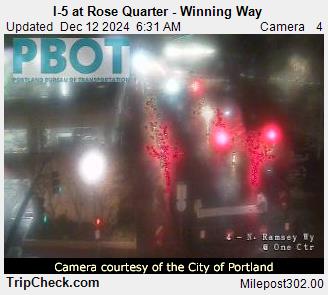 I-5 at Rose Quarter - Winning Way
Updated Dec 12 2024 6:31 AM Camera 4
PBOT
PORTLAND BUREAU OF TRANSPORTATION
4 - N. Ramsey Wy
@ One Ctr
Camera courtesy of the City of Portland
TripCheck.com Milepost302.00